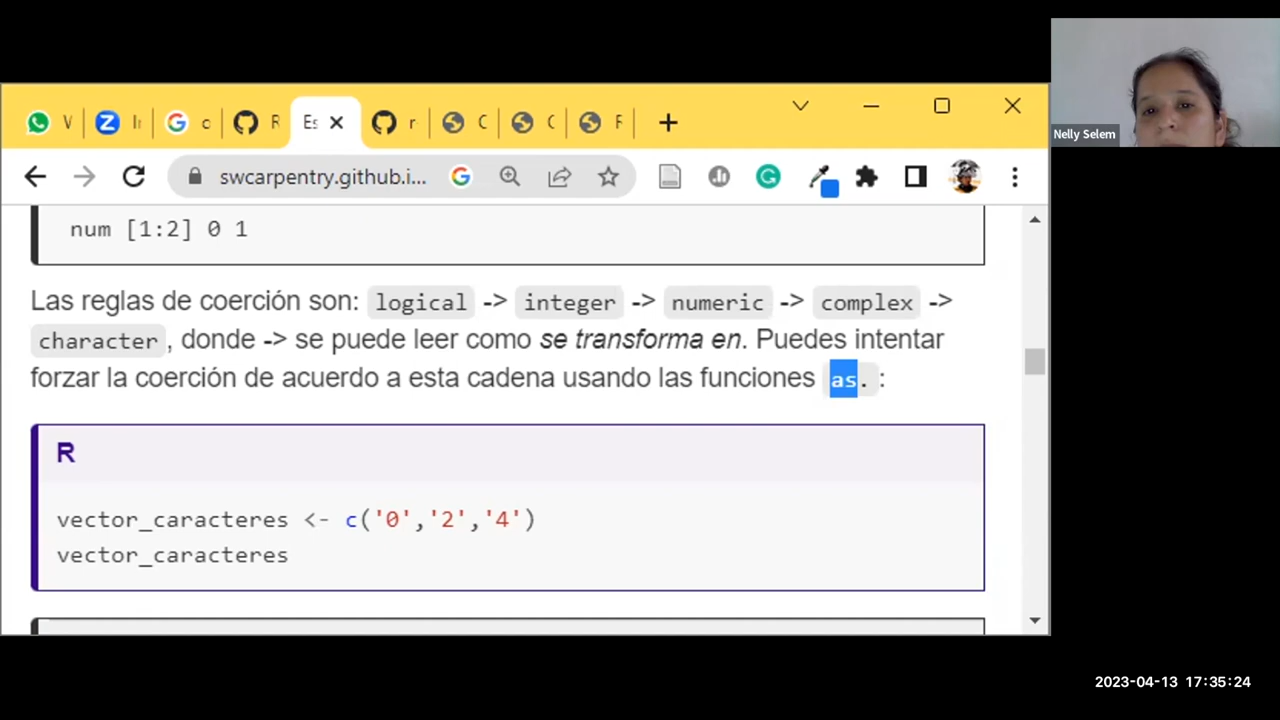 V
Z
Ir
G
c
R
Es
r
C
C
F
swcarpentry.github.i...
G
Nelly Selem
num [1:2] 0 1
Las reglas de coerción son: logical -> integer -> numeric -> complex ->
character , donde -> se puede leer como se transforma en. Puedes intentar
forzar la coerción de acuerdo a esta cadena usando las funciones as. :
R
vector_caracteres <- c('0','2','4')
vector_caracteres
2023-04-13 17:35:24